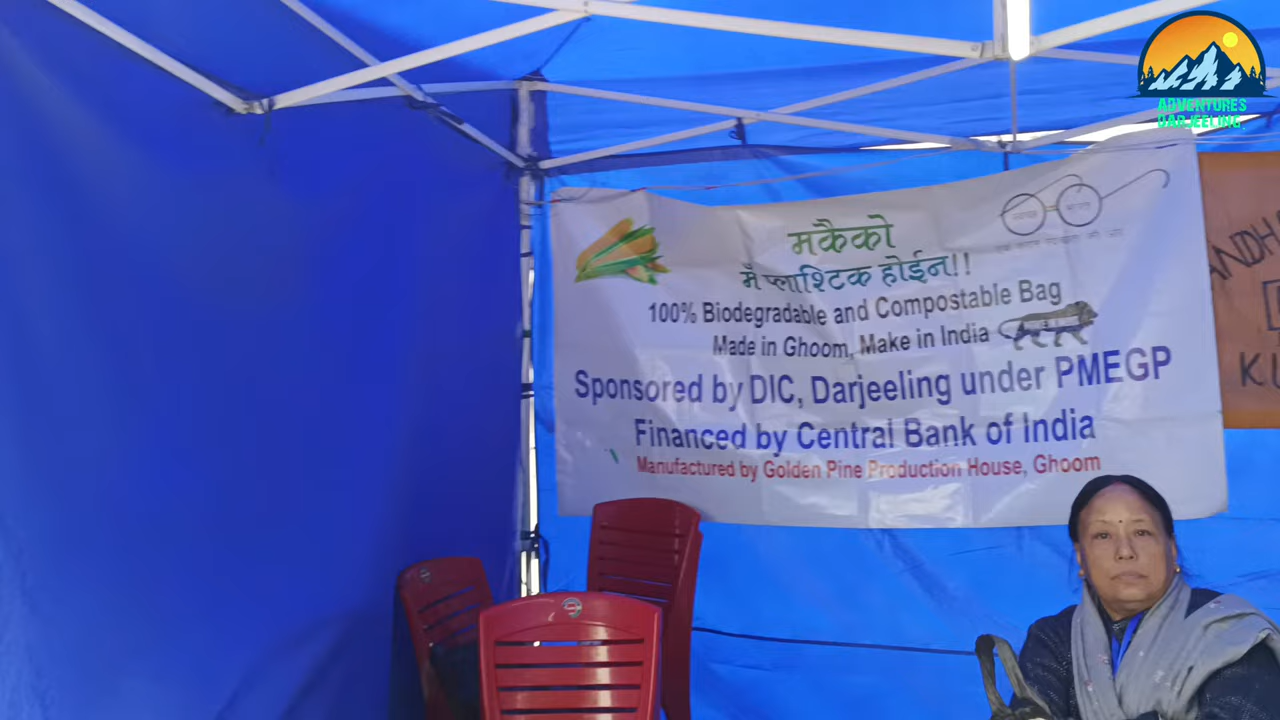 ADVENTURES
DARJEELING.
मकैको
मँ प्लाश्टिक होईन!!
100% Biodegradable and Compostable Bag
Made in Ghoom, Make in India
Sponsored by DIC, Darjeeling under PMEGP
Financed by Central Bank of India
Manufactured by Golden Pine Production House, Ghoom